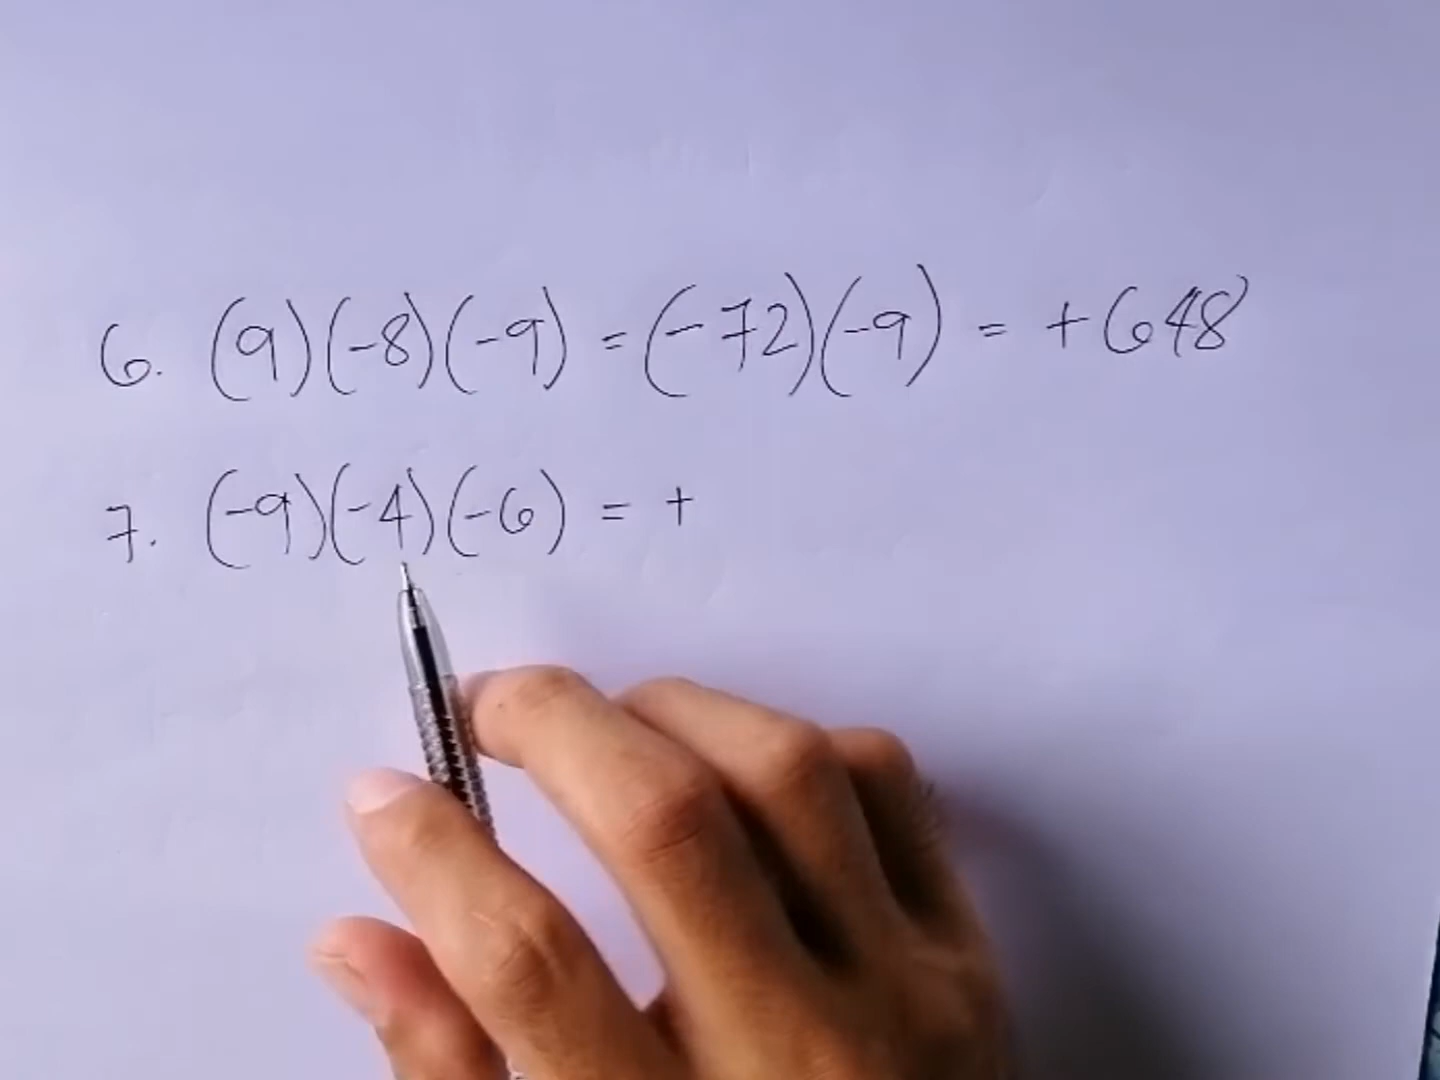 6. (9)(-8)(-9) = (-72)(-9) = +648
7. (-9)(-4)(-6) = +